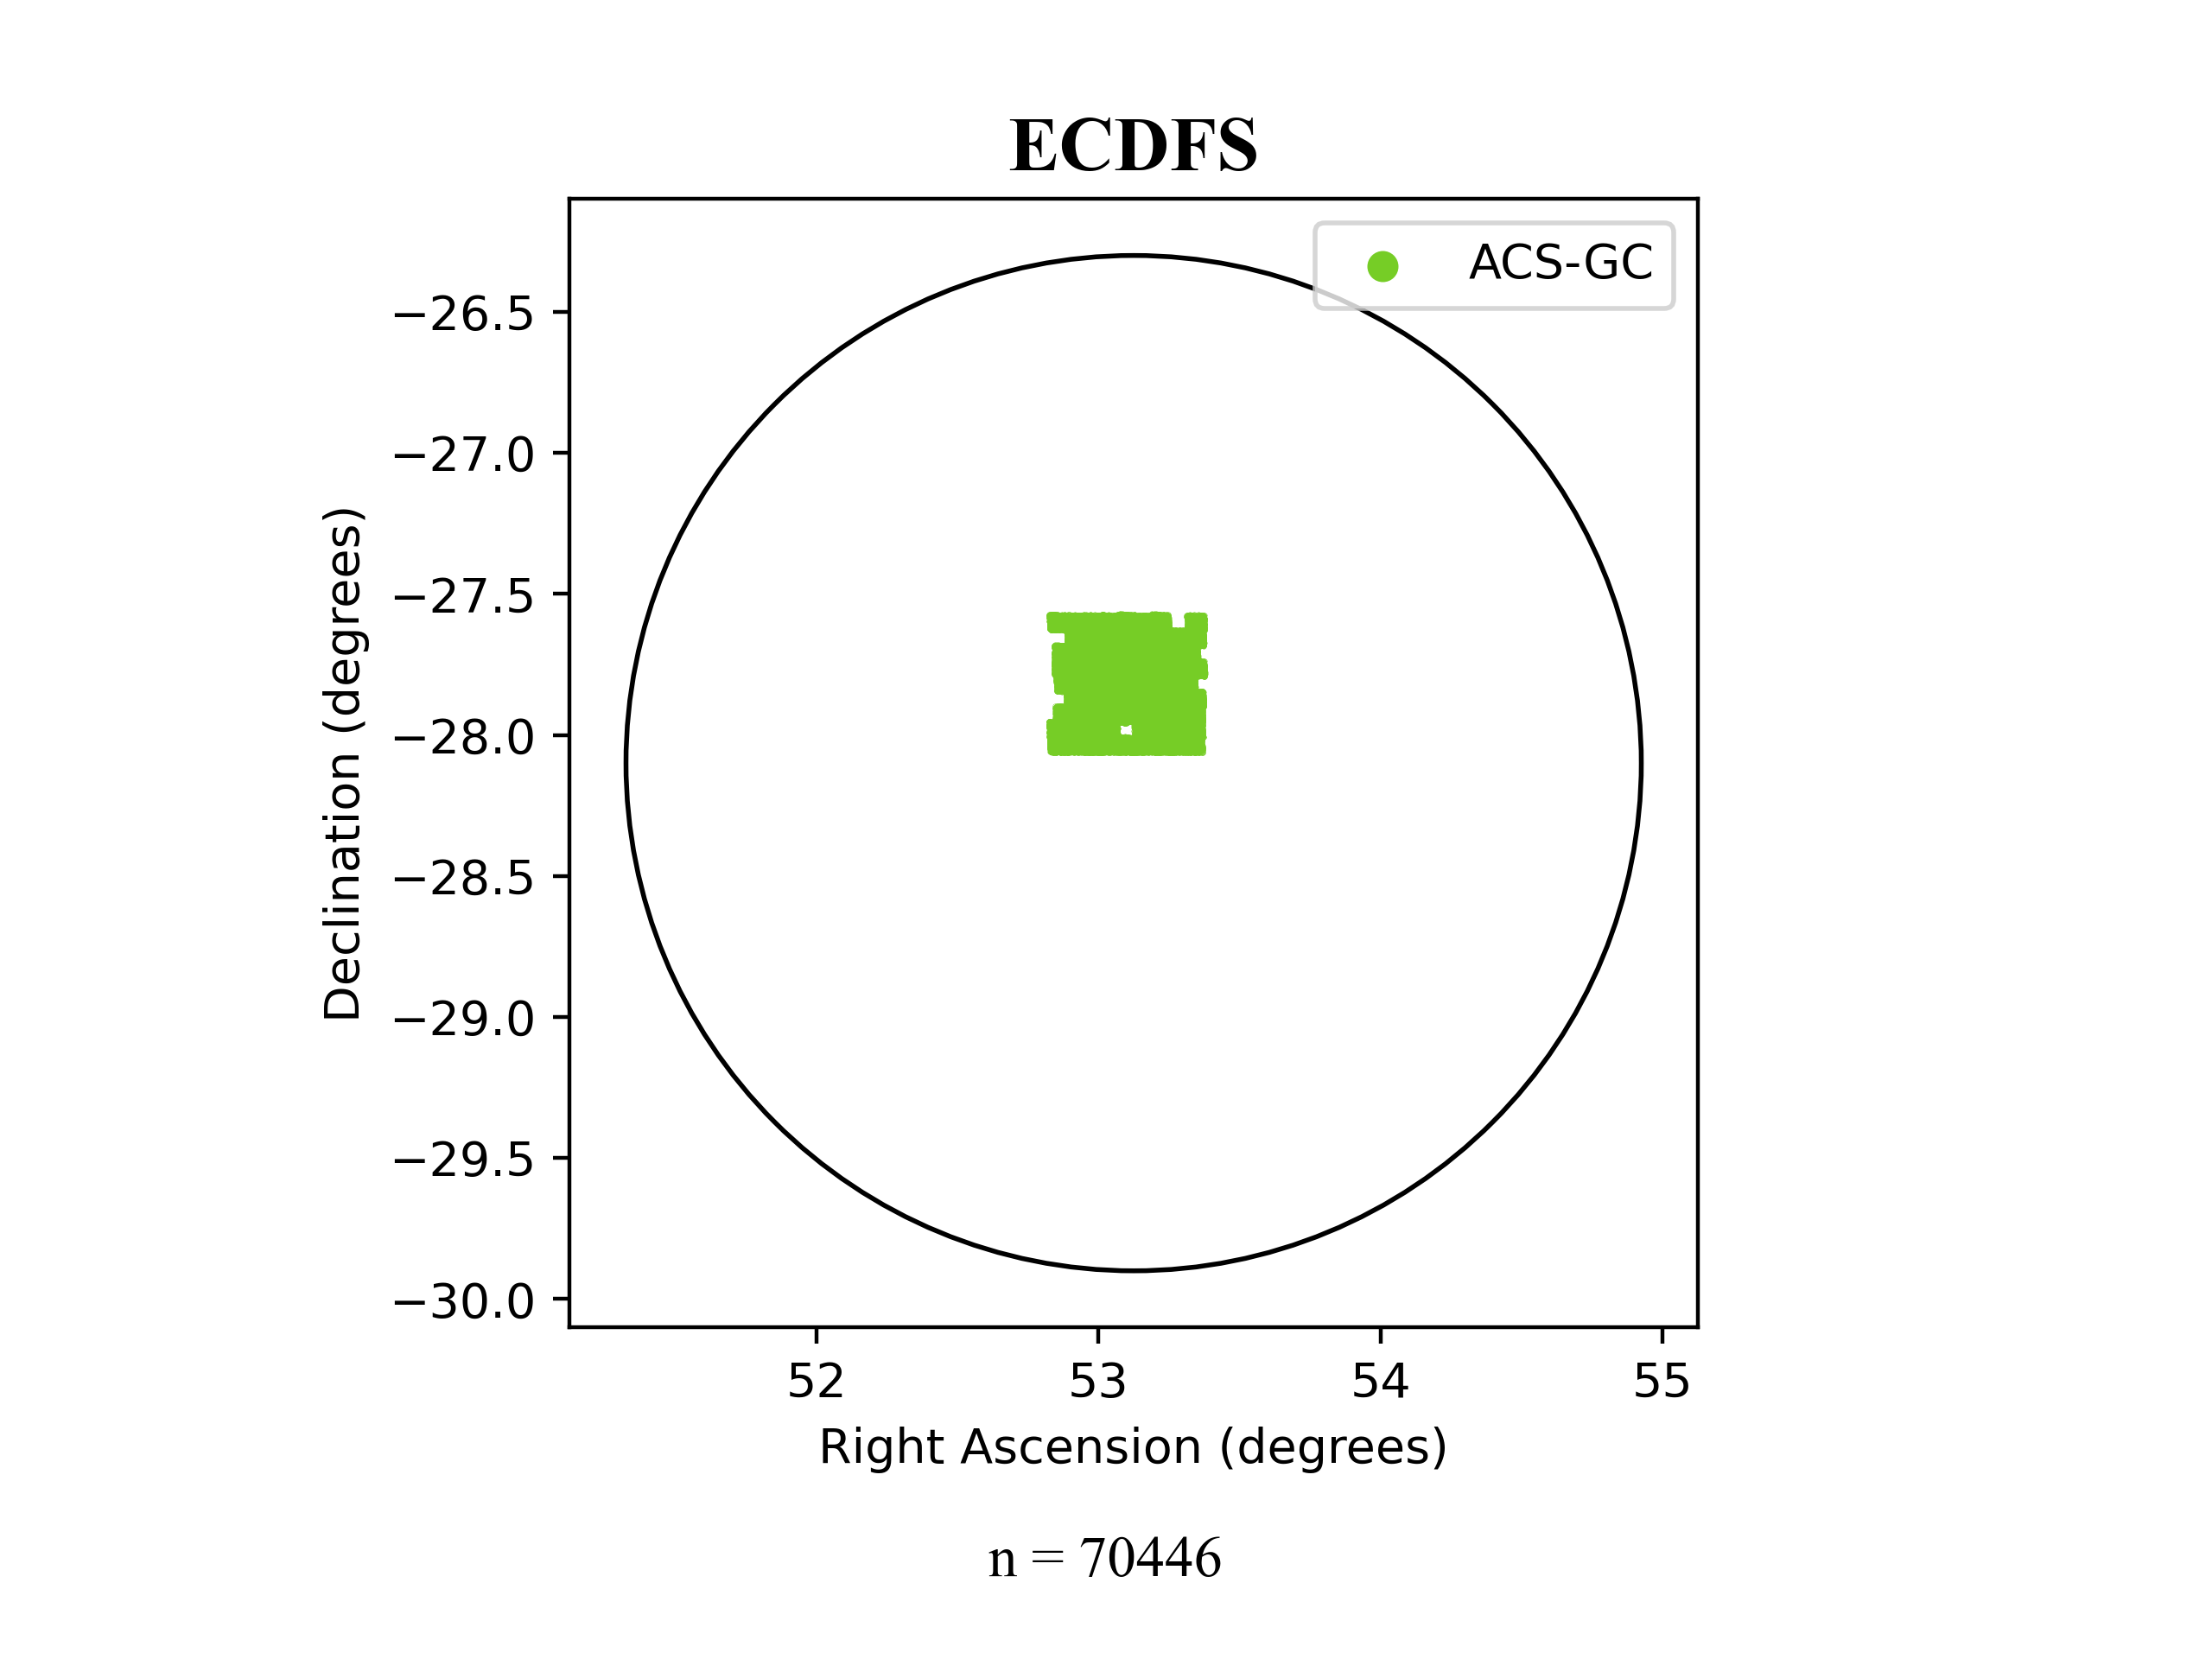 ECDFS
ACS-GC
−26.5
−27.0
−27.5
−28.0
−28.5
−29.0
−29.5
−30.0
Declination (degrees)
52 53 54 55
Right Ascension (degrees)
n = 70446